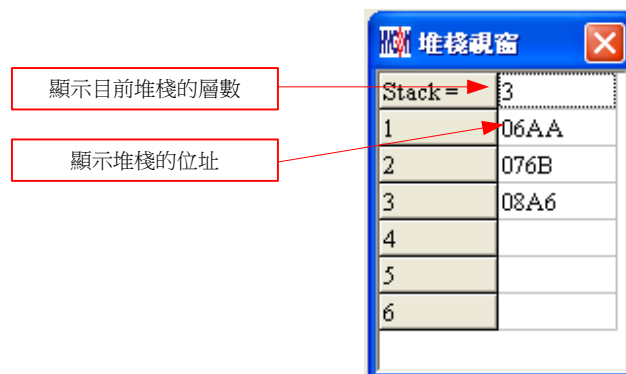 HYCON 堆棧視窗
顯示目前堆棧的層數
Stack = 3
1 06AA
顯示堆棧的位址
2 076B
3 08A6
4
5
6